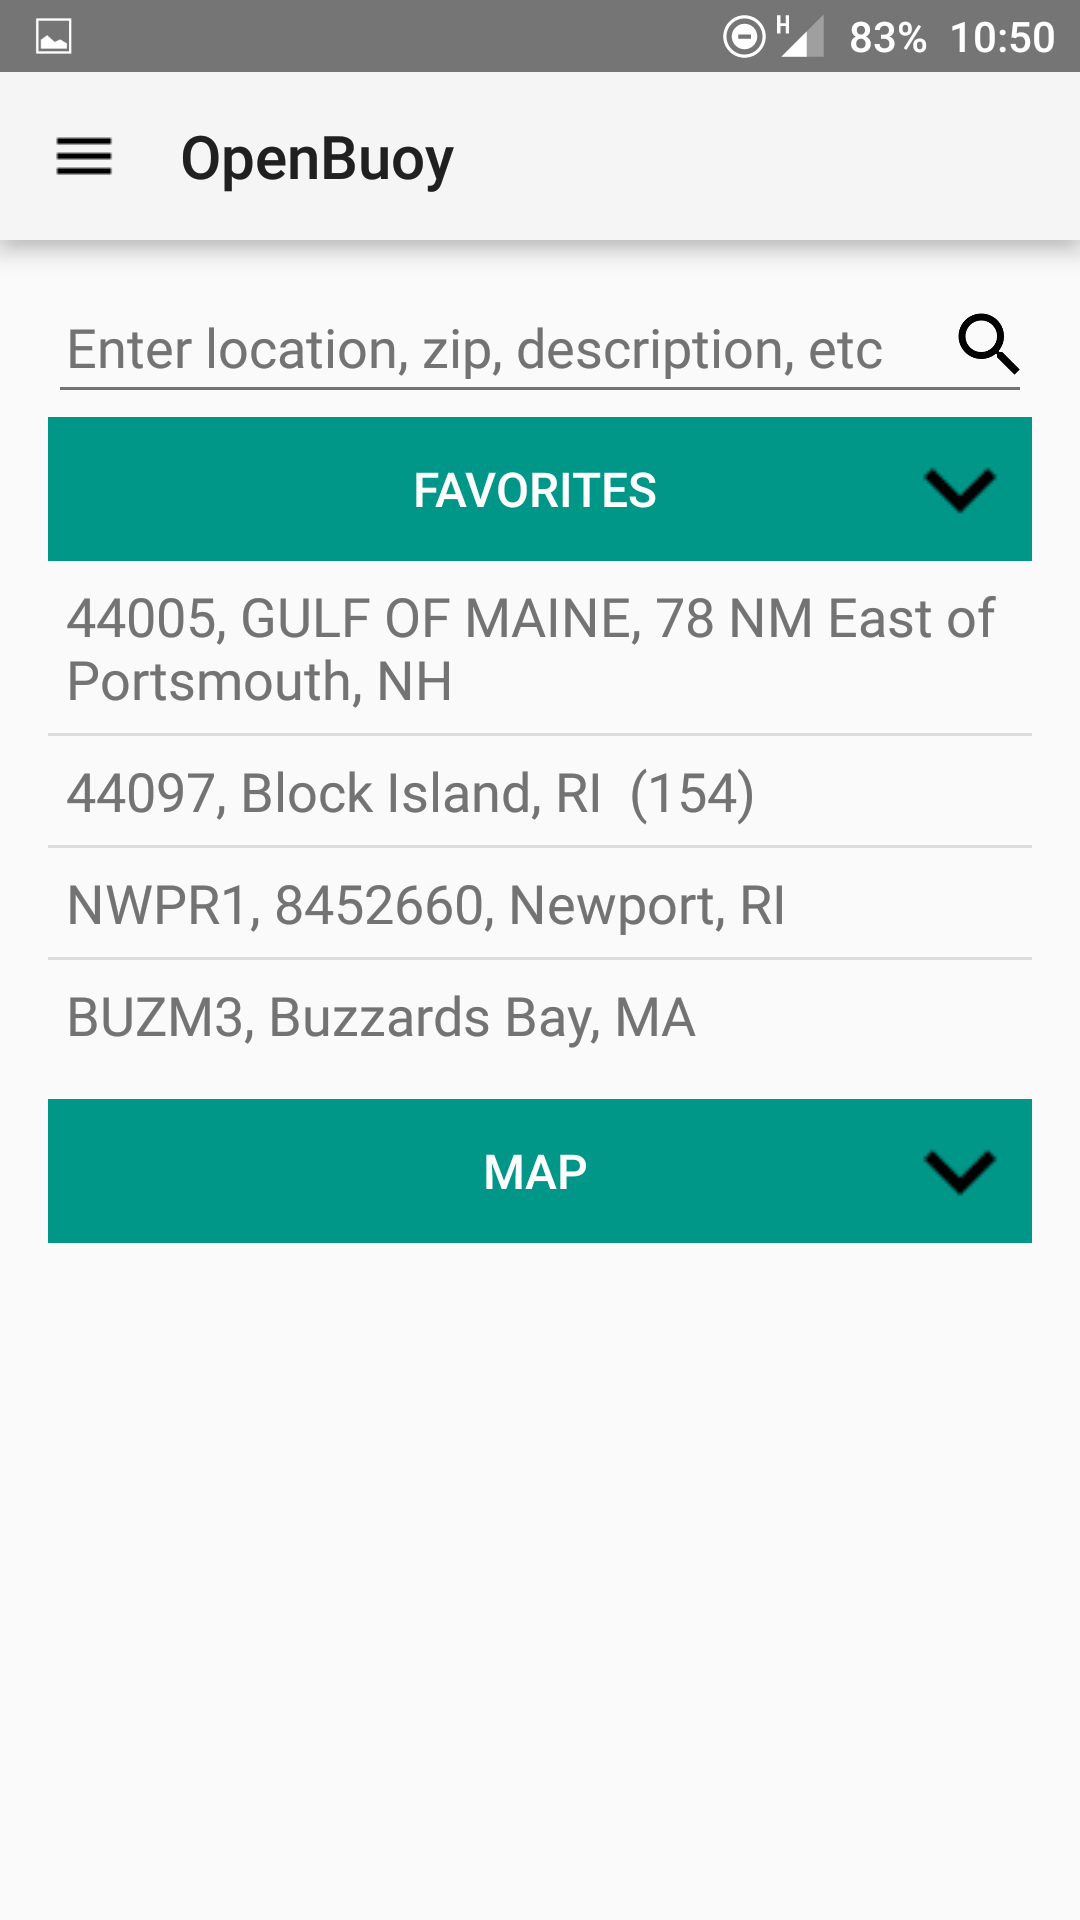 H 83% 10:50
OpenBuoy
Enter location, zip, description, etc
FAVORITES
44005, GULF OF MAINE, 78 NM East of
Portsmouth, NH
44097, Block Island, RI  (154)
NWPR1, 8452660, Newport, RI
BUZM3, Buzzards Bay, MA
MAP